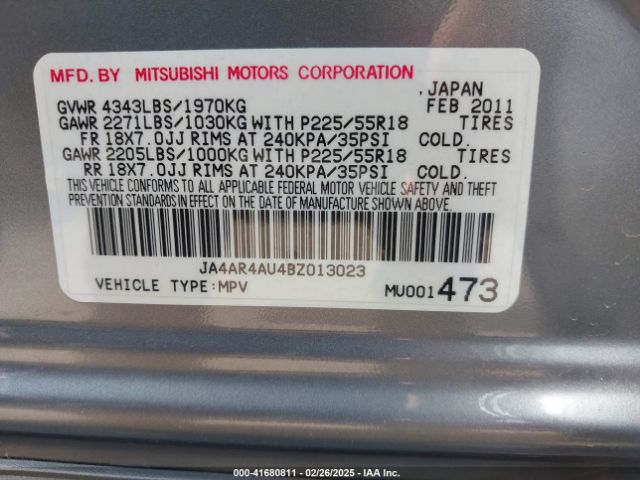 MFD. BY MITSUBISHI MOTORS CORPORATION
, JAPAN
GVWR 4343LBS/1970KG FEB 2011
GAWR 2271LBS/1030KG WITH P225/55R18 TIRES
FR 18X7.0JJ RIMS AT 240KPA/35PSI COLD.
GAWR 2205LBS/1000KG WITH P225/55R18 TIRES
RR 18X7.0JJ RIMS AT 240KPA/35PSI COLD.
THIS VEHICLE CONFORMS TO ALL APPLICABLE FEDERAL MOTOR VEHICLE SAFETY AND THEFT
PREVENTION STANDARDS IN EFFECT ON THE DATE OF MANUFACTURE SHOWN ABOVE.
JA4AR4AU4BZ013023
VEHICLE TYPE:MPV MU001473
000-41680811 - 02/26/2025 - IAA Inc.